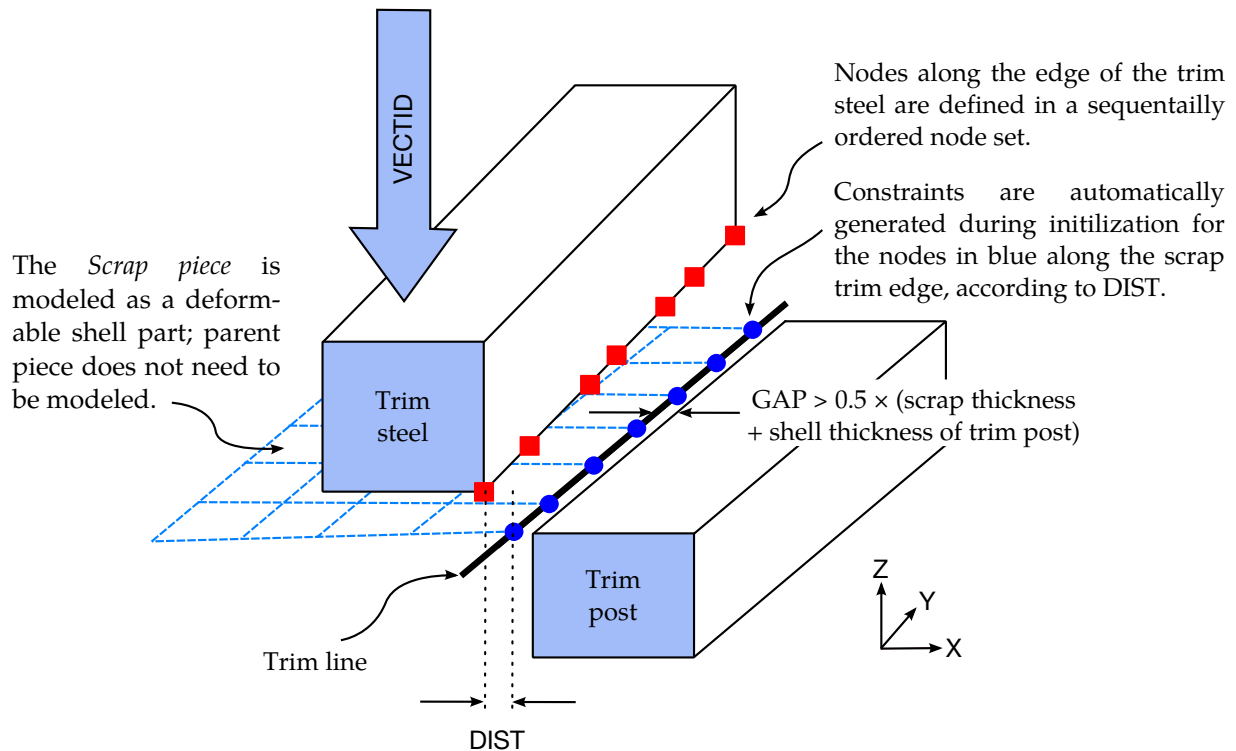 VECTID
Nodes along the edge of the trim
steel are defined in a sequentailly
ordered node set.
Constraints are automatically
generated during initilization for
the nodes in blue along the scrap
trim edge, according to DIST.
The Scrap piece is
modeled as a deform-
able shell part; parent
piece does not need to
be modeled.
Trim
steel
GAP > 0.5 × (scrap thickness
+ shell thickness of trim post)
Trim
post
Z
Y
X
Trim line
DIST